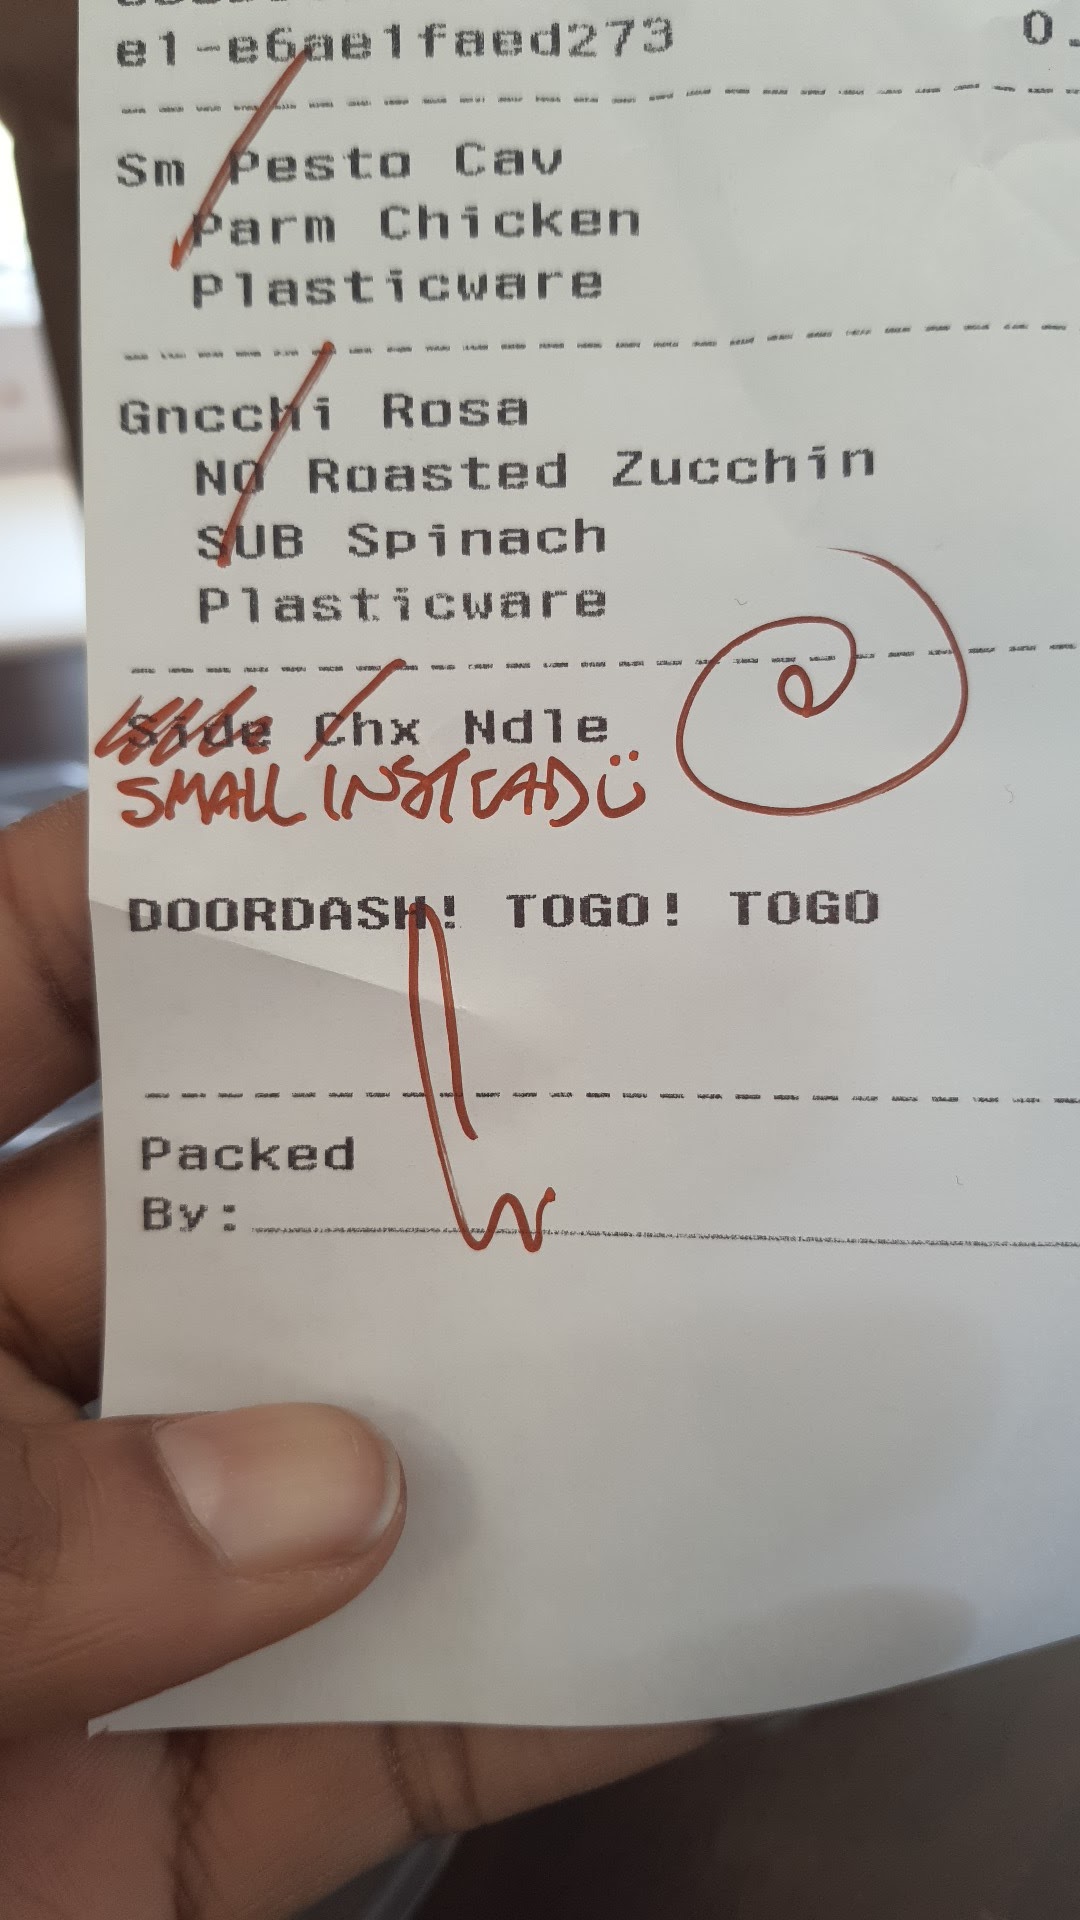 e1-e6ae1faed273 0.
Sm Pesto Cav
Parm Chicken
Plasticware
Gncchi Rosa
NO Roasted Zucchin
SUB Spinach
Plasticware
Side Chx Ndle
SMALL INSTEAD
DOORDASH! TOGO! TOGO
Packed
By: